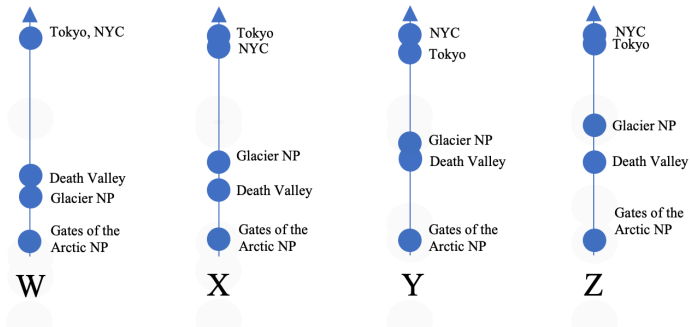 Tokyo, NYC
Death Valley
Glacier NP
Gates of the
Arctic NP
W
Tokyo
NYC
Glacier NP
Death Valley
Gates of the
Arctic NP
X
NYC
Tokyo
Glacier NP
Death Valley
Gates of the
Arctic NP
Y
NYC
Tokyo
Glacier NP
Death Valley
Gates of the
Arctic NP
Z